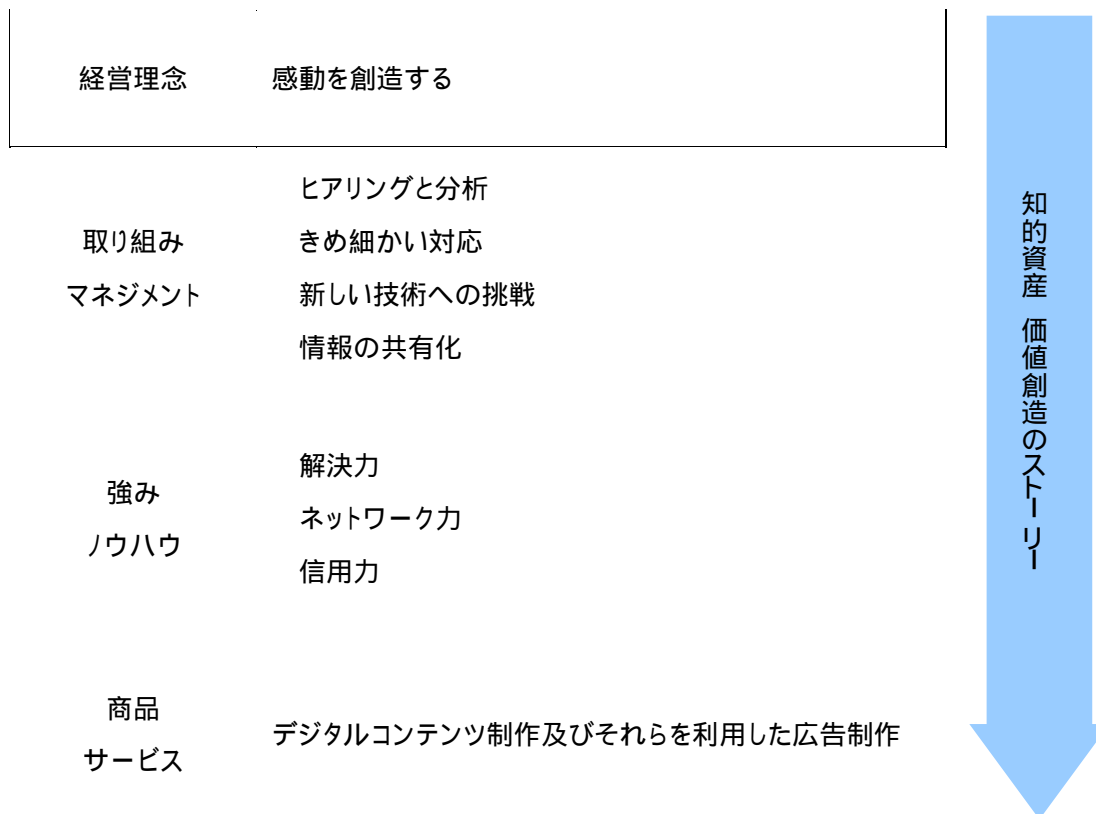 経営理念 感動を創造する
取り組み
マネジメント
ヒアリングと分析
きめ細かい対応
新しい技術への挑戦
情報の共有化
強み
ノウハウ
解決力
ネットワーク力
信用力
商品
サービス
デジタルコンテンツ制作及びそれらを利用した広告制作
知的資産 価値創造のストーリー